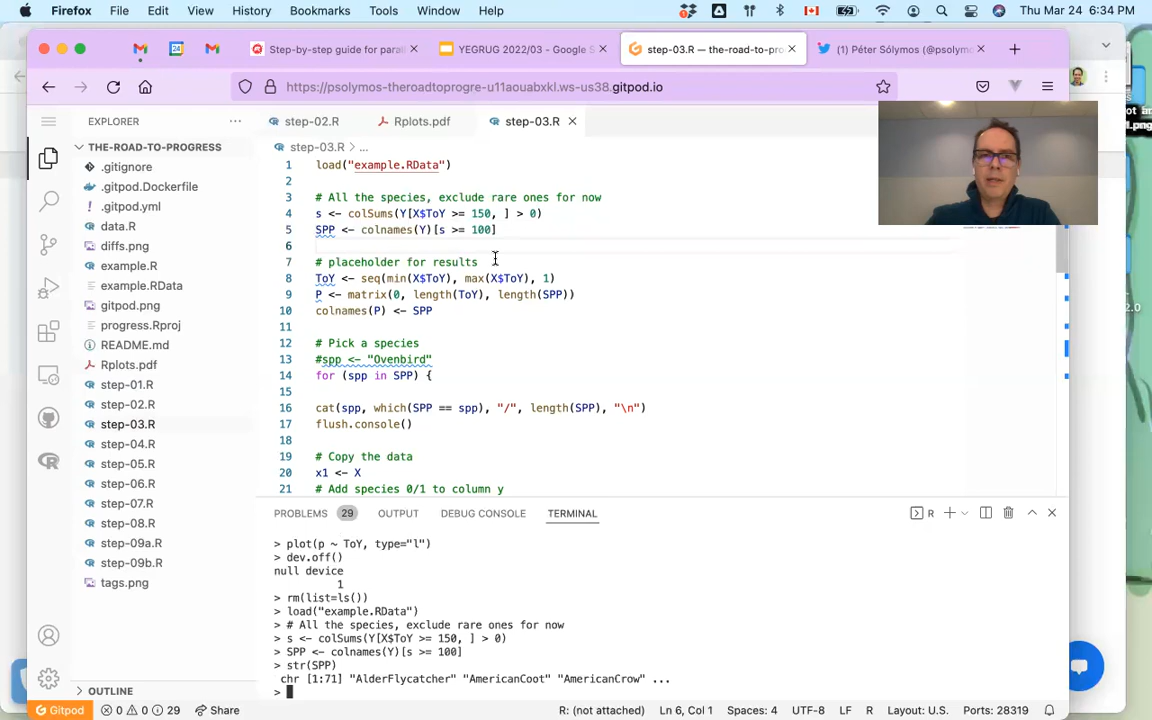 Firefox File Edit View History Bookmarks Tools Window Help Thu Mar 24 6:34 PM
Step-by-step guide for paral
YEGRUG 2022/03 - Google S
step-03.R — the-road-to-pro
(1) Péter Sólymos (@psolym
https://psolymos-theroadtoprogre-u11aouabxkl.ws-us38.gitpod.io
EXPLORER
step-02.R
Rplots.pdf
step-03.R
THE-ROAD-TO-PROGRESS
.gitignore
.gitpod.Dockerfile
.gitpod.yml
data.R
diffs.png
example.R
example.RData
gitpod.png
progress.Rproj
README.md
Rplots.pdf
step-01.R
step-02.R
step-03.R
step-04.R
step-05.R
step-06.R
step-07.R
step-08.R
step-09a.R
step-09b.R
tags.png
OUTLINE
step-03.R > ...
1 load("example.RData")
2
3 # All the species, exclude rare ones for now
4 s <- colSums(Y[X$ToY >= 150, ] > 0)
5 SPP <- colnames(Y)[s >= 100]
6
7 # placeholder for results
8 ToY <- seq(min(X$ToY), max(X$ToY), 1)
9 P <- matrix(0, length(ToY), length(SPP))
10 colnames(P) <- SPP
11
12 # Pick a species
13 #spp <- "Ovenbird"
14 for (spp in SPP) {
15
16 cat(spp, which(SPP == spp), "/", length(SPP), "\n")
17 flush.console()
18
19 # Copy the data
20 x1 <- X
21 # Add species 0/1 to column y
PROBLEMS 29 OUTPUT DEBUG CONSOLE TERMINAL
R
> plot(p ~ ToY, type="l")
> dev.off()
null device
1
> rm(list=ls())
> load("example.RData")
> # All the species, exclude rare ones for now
> s <- colSums(Y[X$ToY >= 150, ] > 0)
> SPP <- colnames(Y)[s >= 100]
> str(SPP)
chr [1:71] "AlderFlycatcher" "AmericanCoot" "AmericanCrow" ...
>
Gitpod 0 0 29 Share R: (not attached) Ln 6, Col 1 Spaces: 4 UTF-8 LF R Layout: U.S. Ports: 28319